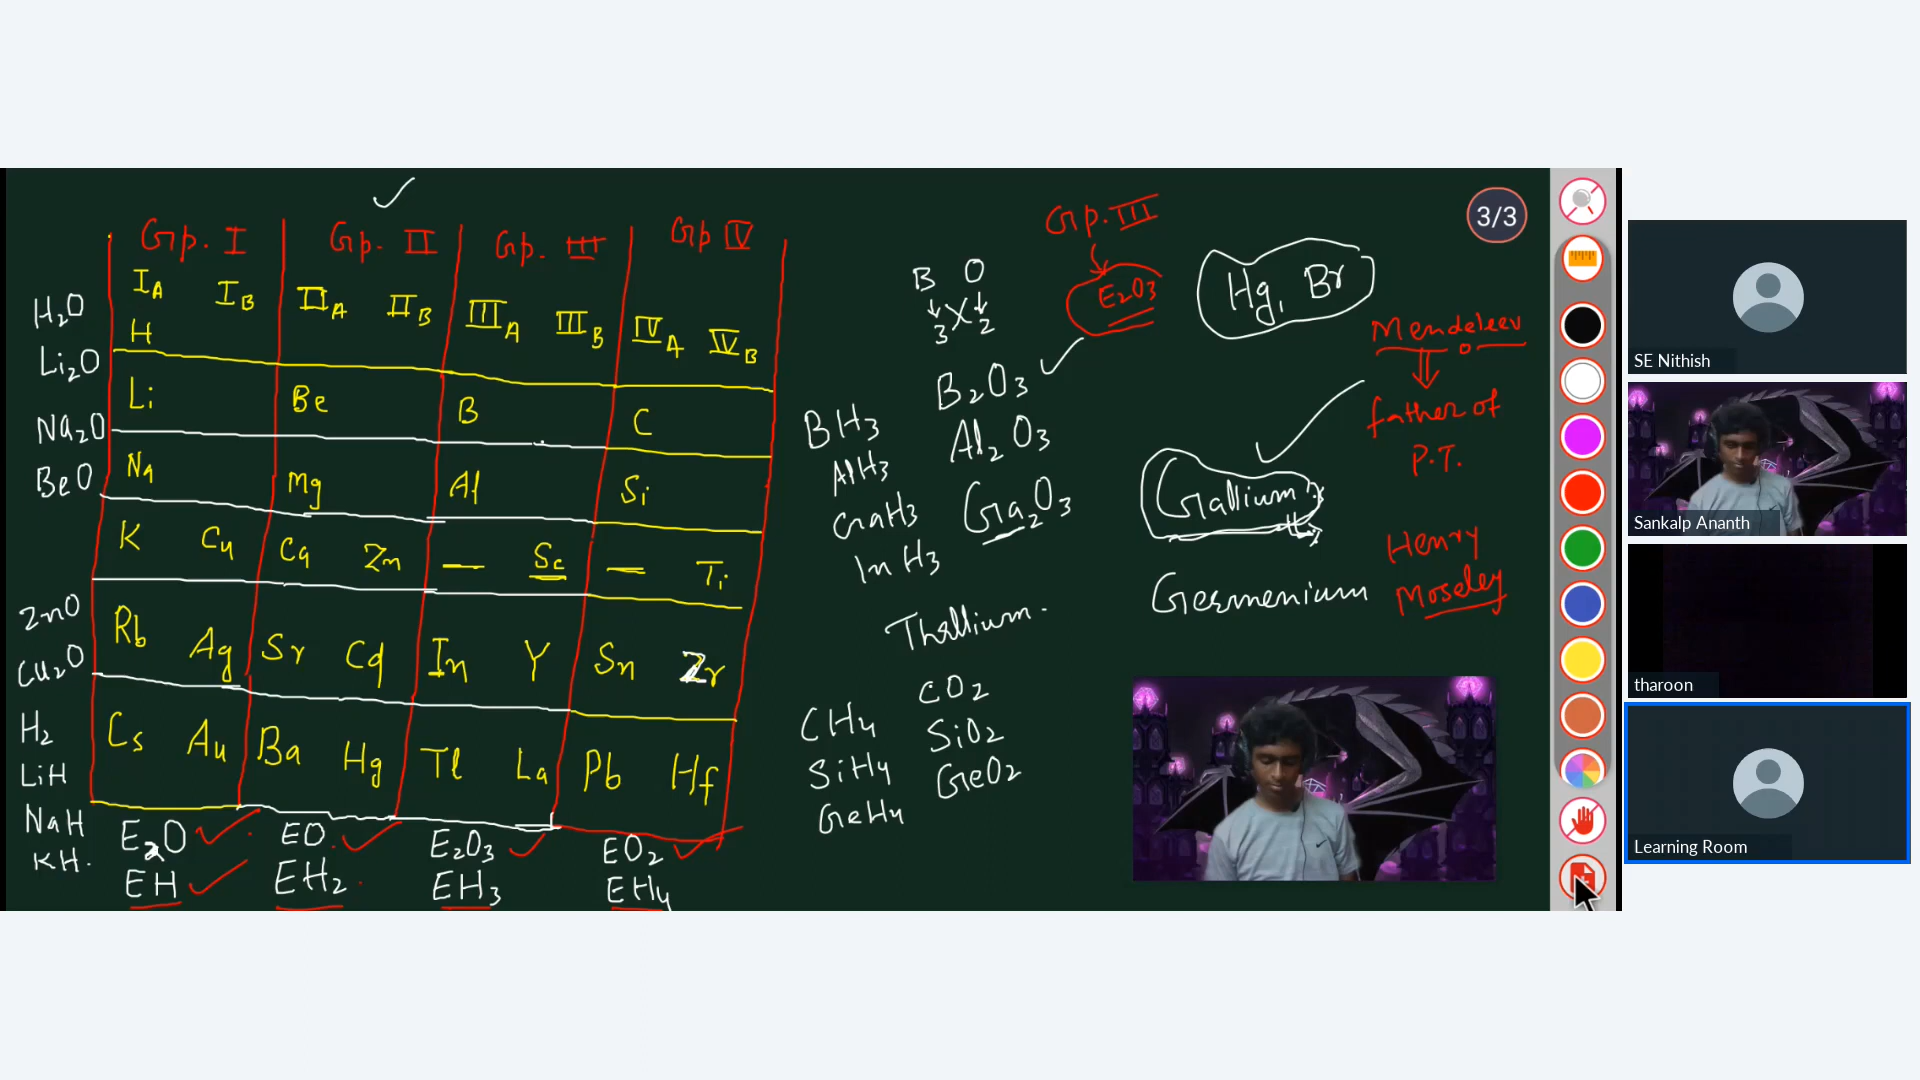 Gp. I Gp. II Gp. III Gp IV
IA IB IIA IIB IIIA IIIB IVA IVB
H
Li Be B C
Na Mg Al Si
K Cu Ca Zn — Sc — Ti
Rb Ag Sr Cd In Y Sn Zr
Cs Au Ba Hg Tl La Pb Hf
E2O EO. E2O3 EO2
EH EH2 EH3 EH4
H2O
Li2O
Na2O
BeO
ZnO
Cu2O
H2
LiH
NaH
KH.
B O
3 X 2
B2O3
Al2O3
Ga2O3
BH3
AlH3
GaH3
InH3
Thallium.
CO2
SiO2
GeO2
CH4
SiH4
GeH4
Gp. III
E2O3
Hg, Br
Gallium
Germenium
Mendeleev
father of
P.T.
Henry
Moseley
3/3
SE Nithish
Sankalp Ananth
tharoon
Learning Room